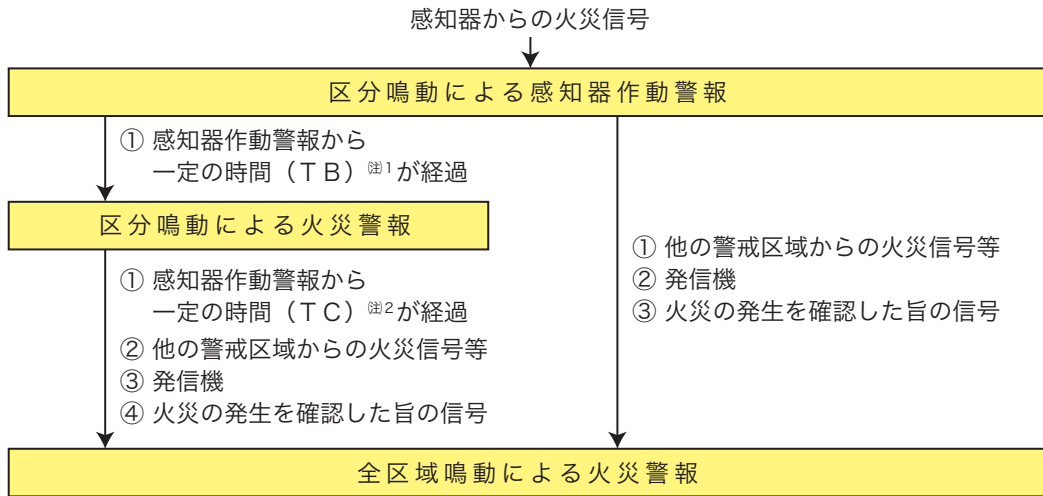 感知器からの火災信号
区分鳴動による感知器作動警報
① 感知器作動警報から
一定の時間（ＴＢ）注1が経過
区分鳴動による火災警報
① 感知器作動警報から
一定の時間（ＴＣ）注2が経過
② 他の警戒区域からの火災信号等
③ 発信機
④ 火災の発生を確認した旨の信号
① 他の警戒区域からの火災信号等
② 発信機
③ 火災の発生を確認した旨の信号
全区域鳴動による火災警報